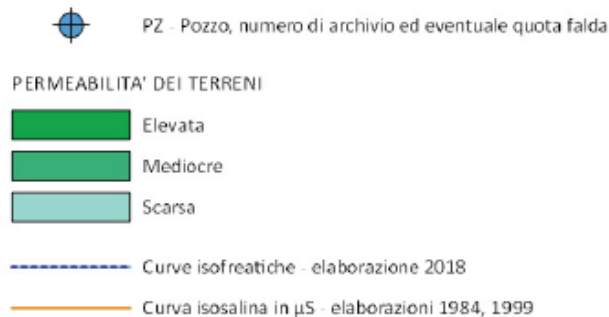 PZ - Pozzo, numero di archivio ed eventuale quota falda
PERMEABILITA' DEI TERRENI
Elevata
Mediocre
Scarsa
Curve isofreatiche - elaborazione 2018
Curva isosalina in µS - elaborazioni 1984, 1999